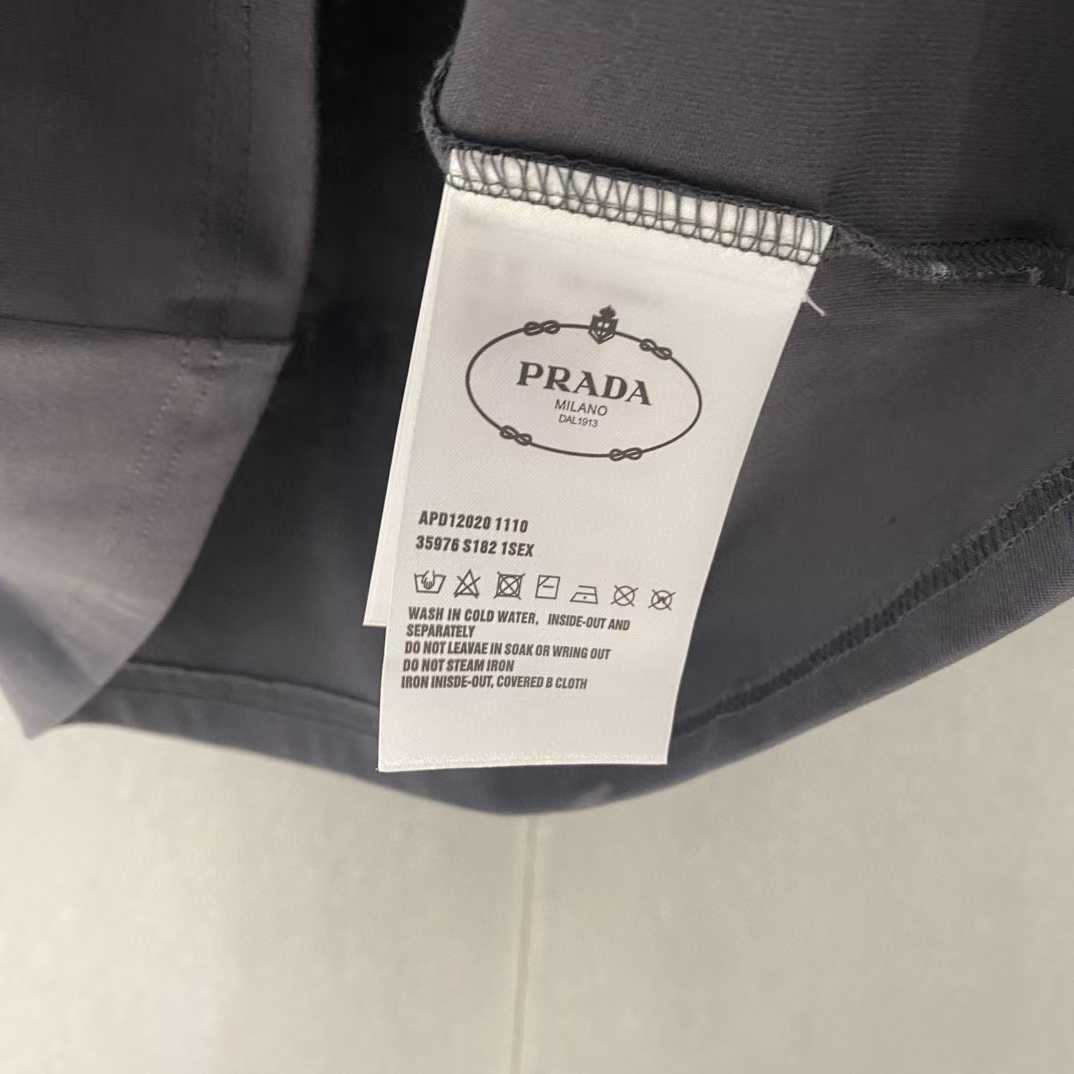 PRADA
MILANO
DAL1913
APD12020 1110
35976 S182 1SEX
WASH IN COLD WATER, INSIDE-OUT AND
SEPARATELY
DO NOT LEAVAE IN SOAK OR WRING OUT
DO NOT STEAM IRON
IRON INISDE-OUT, COVERED B CLOTH